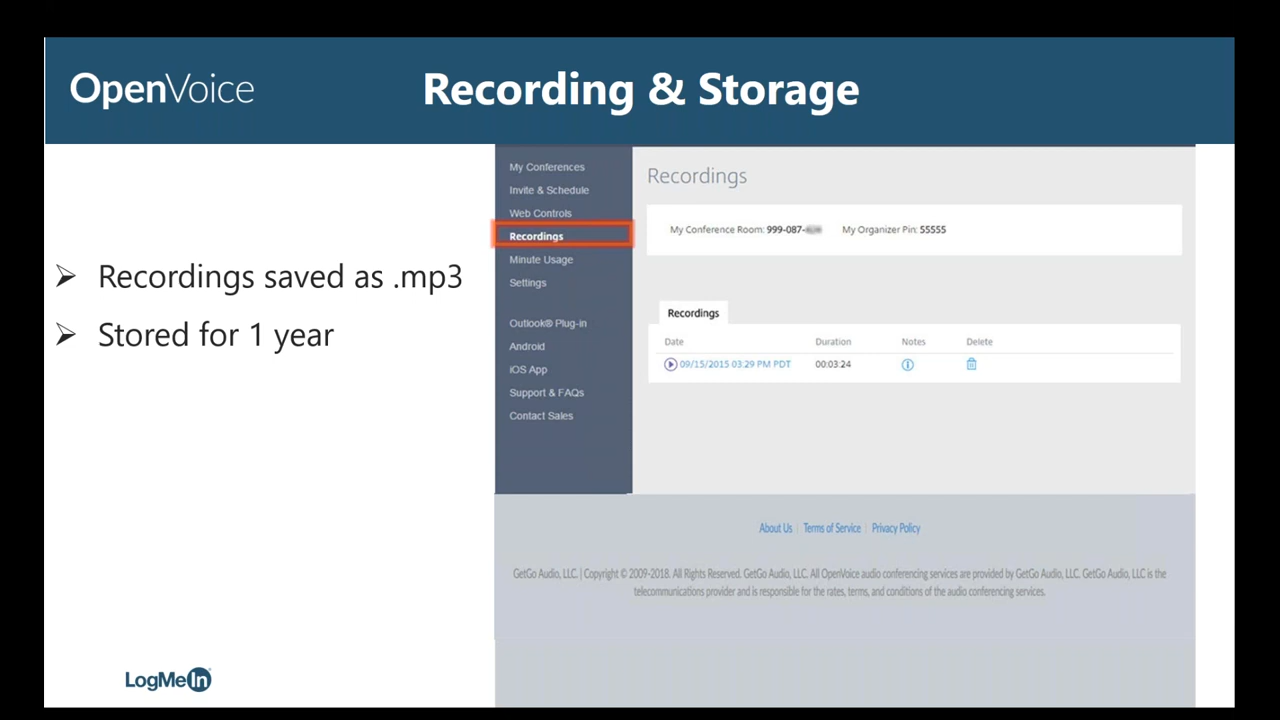 OpenVoice
Recording & Storage
Recordings saved as .mp3
Stored for 1 year
My Conferences
Invite & Schedule
Web Controls
Recordings
Minute Usage
Settings
Outlook® Plug-in
Android
iOS App
Support & FAQs
Contact Sales
Recordings
My Conference Room: 999-087- My Organizer Pin: 55555
Recordings
Date Duration Notes Delete
09/15/2015 03:29 PM PDT 00:03:24
About Us | Terms of Service | Privacy Policy
GetGo Audio, LLC. | Copyright © 2009-2018. All Rights Reserved. GetGo Audio, LLC. All OpenVoice audio conferencing services are provided by GetGo Audio, LLC. GetGo Audio, LLC is the
telecommunications provider and is responsible for the rates, terms, and conditions of the audio conferencing services.
LogMeIn